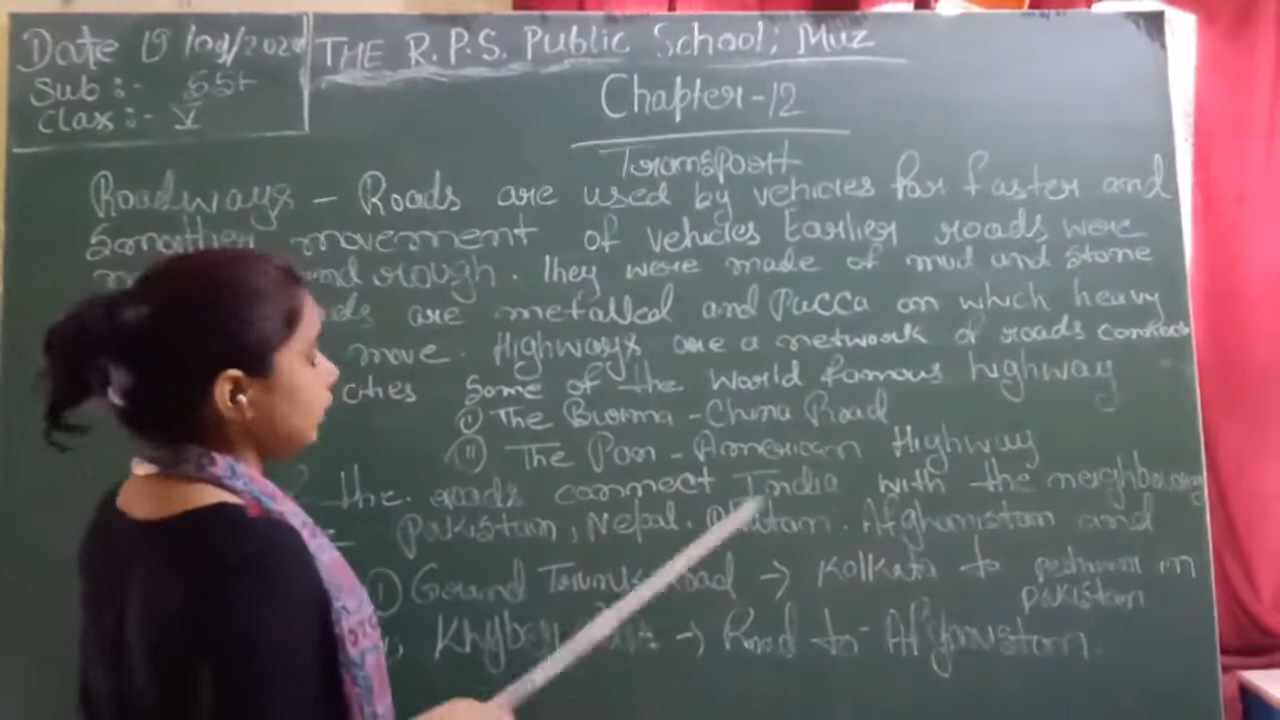 Date 19/09/2020
Sub:- SSt
Class:- V
THE R.P.S. Public School; Muz
Chapter-12
Transport
Roadways - Roads are used by vehicles for faster and
Smoother movement of vehicles Earlier roads were
and rough. They were made of mud and stone
are metalled and Pucca on which heavy
move. Highways are a network of roads connect
cities Some of the World famous highway
(i) The Burma-China Road
(ii) The Pan-American Highway
the roads connect India with the neighbouring
Pakistan, Nepal. Afghanistan and
Ground Trunk Road → Kolkata to in
Pakistan
→ Road to Afghanistan.